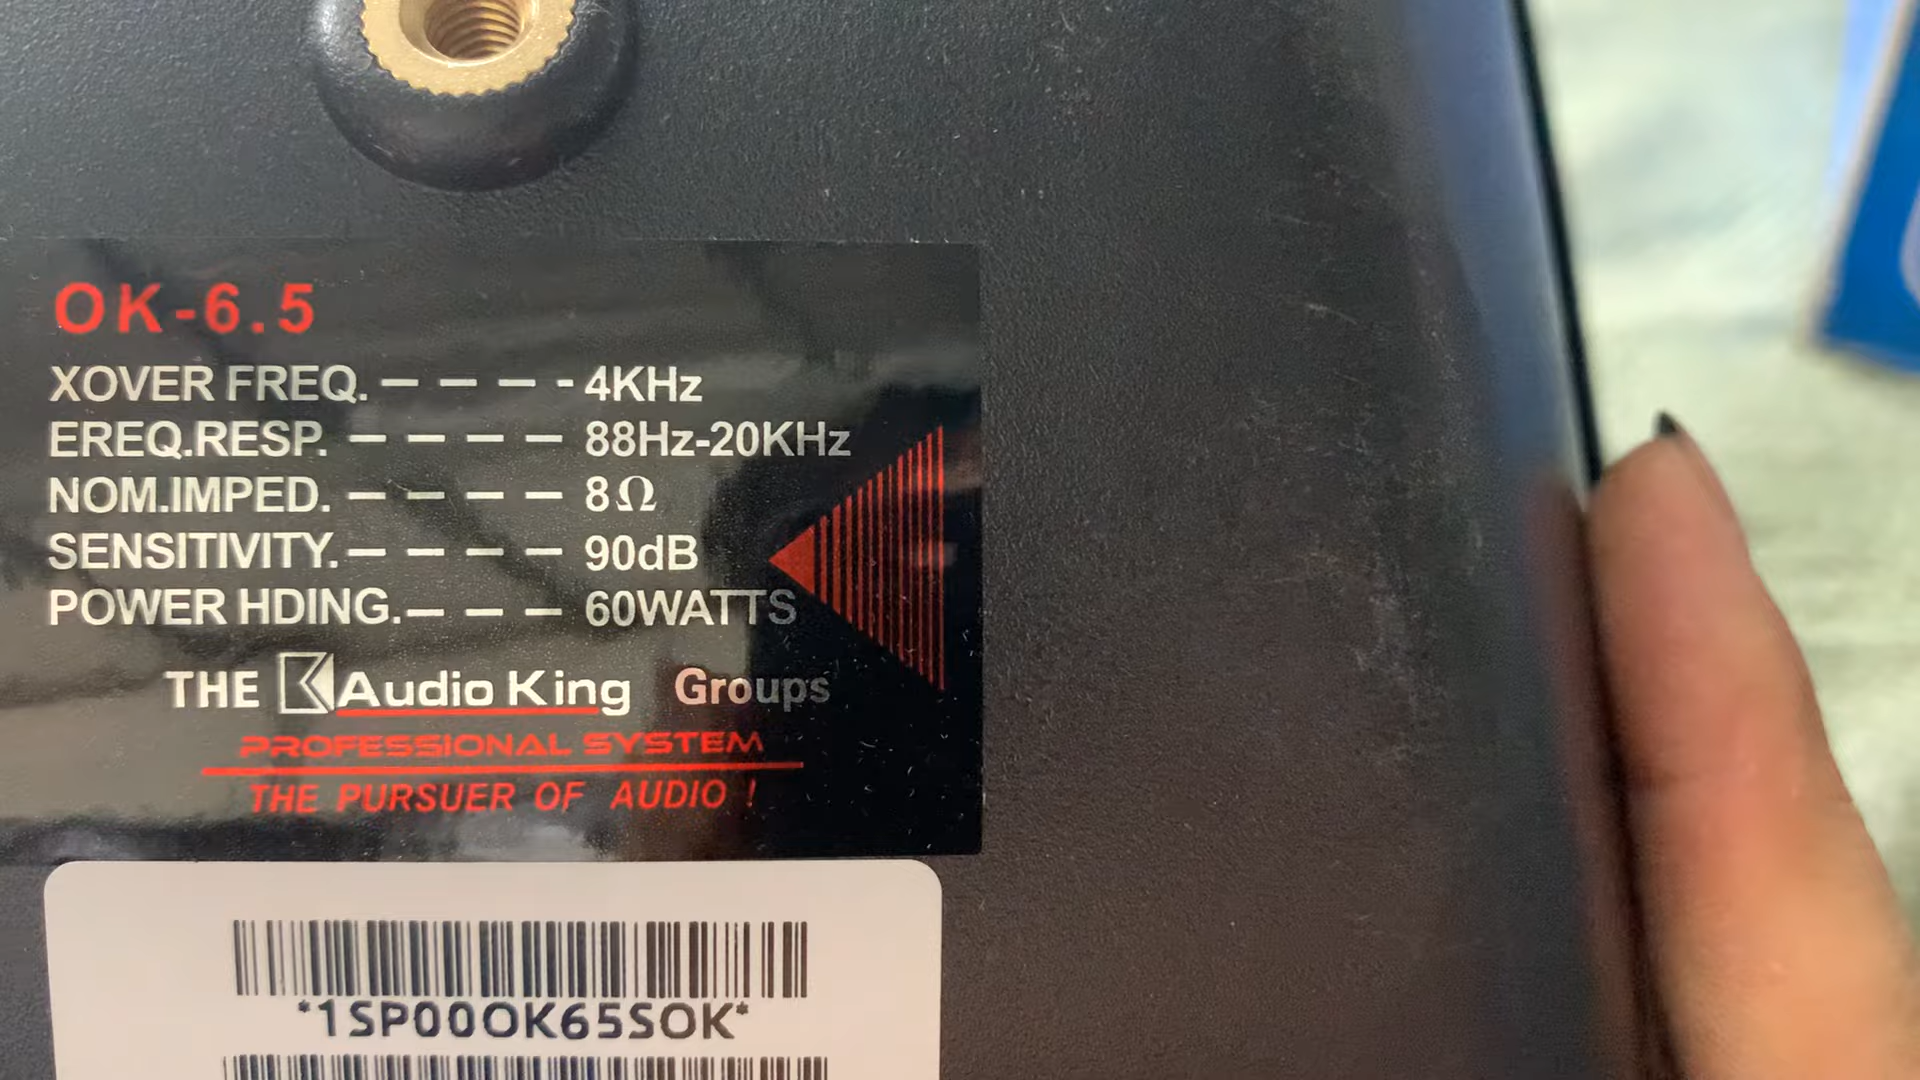 OK-6.5
XOVER FREQ. – – – - 4KHz
EREQ.RESP. – – – – 88Hz-20KHz
NOM.IMPED. – – – – 8Ω
SENSITIVITY. – – – – 90dB
POWER HDING. – – – 60WATTS
THE Audio King Groups
PROFESSIONAL SYSTEM
THE PURSUER OF AUDIO !
*1SP00OK65SOK*